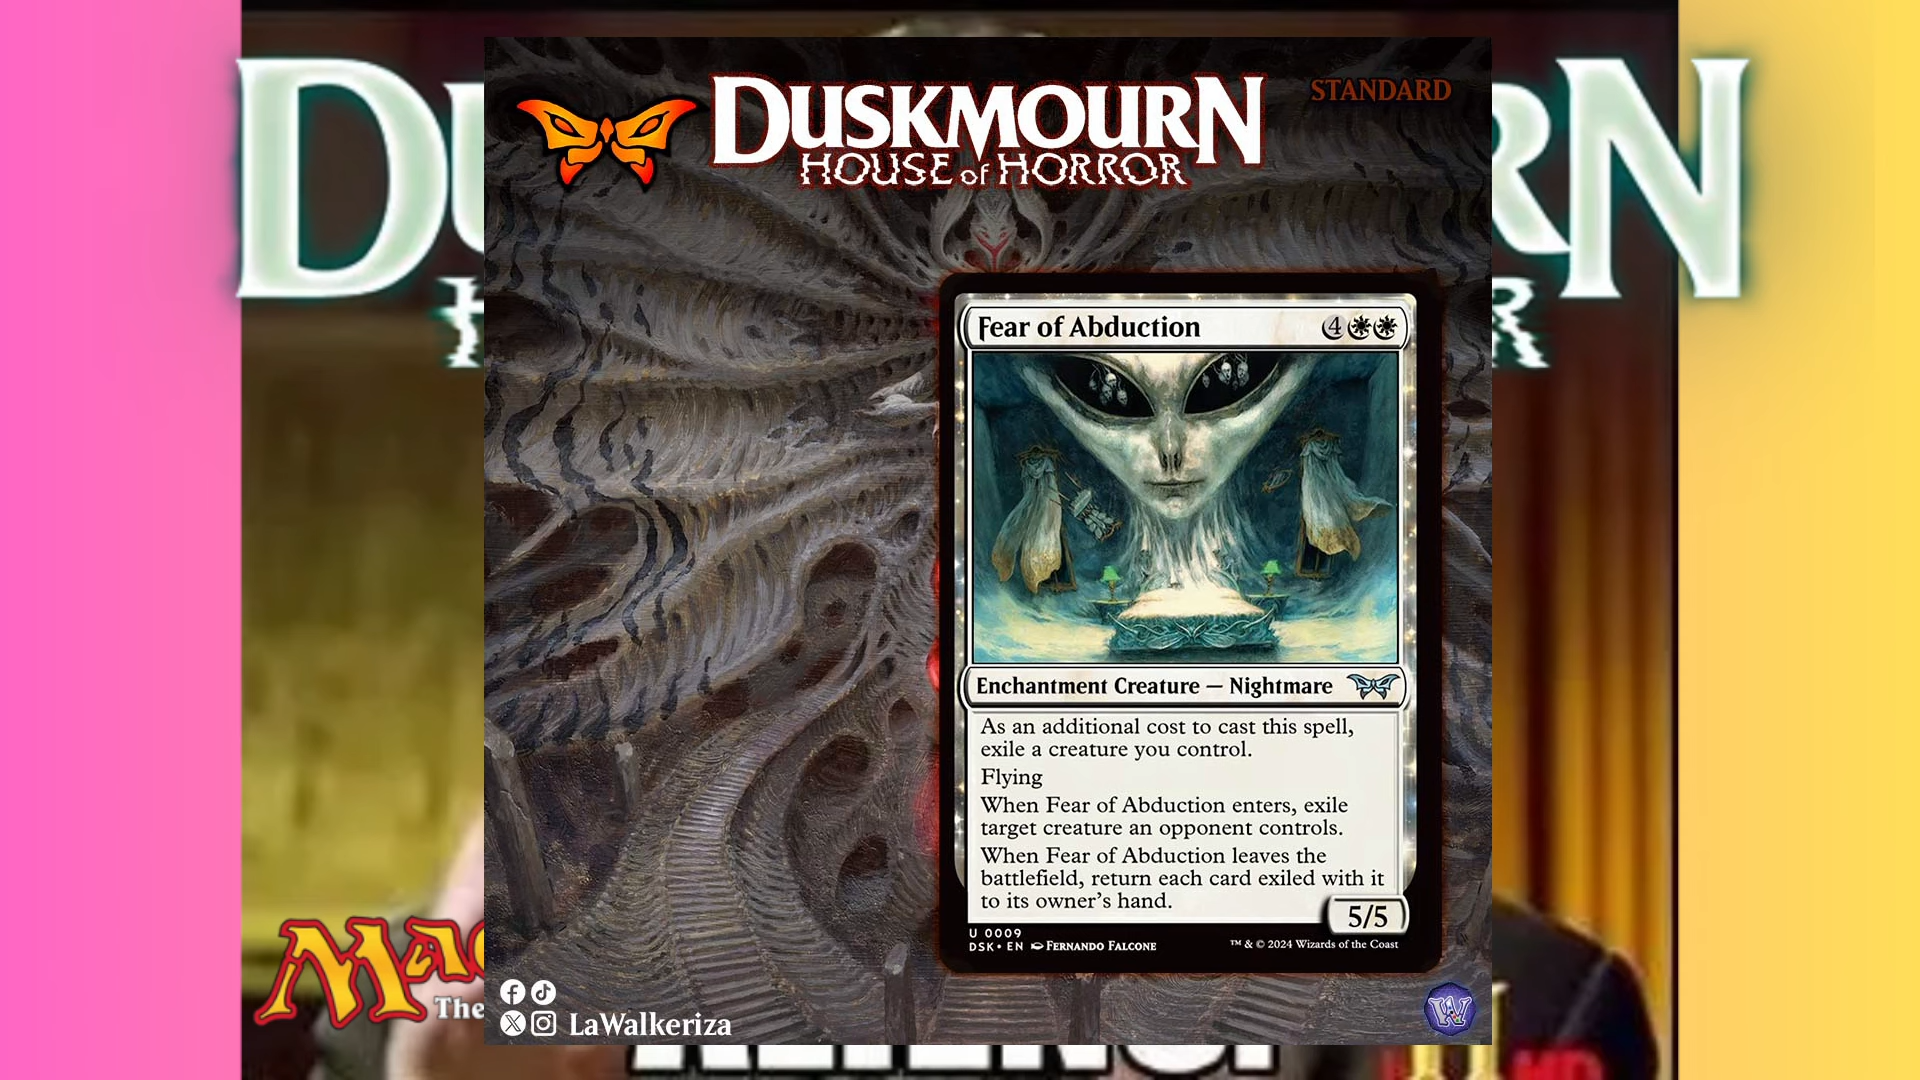 DUSKMOURN
HOUSE of HORROR
STANDARD
Fear of Abduction 4
Enchantment Creature — Nightmare
As an additional cost to cast this spell,
exile a creature you control.
Flying
When Fear of Abduction enters, exile
target creature an opponent controls.
When Fear of Abduction leaves the
battlefield, return each card exiled with it
to its owner's hand.
5/5
U 0009
DSK • EN FERNANDO FALCONE
™ & © 2024 Wizards of the Coast
LaWalkeriza
W
DU
RN
The